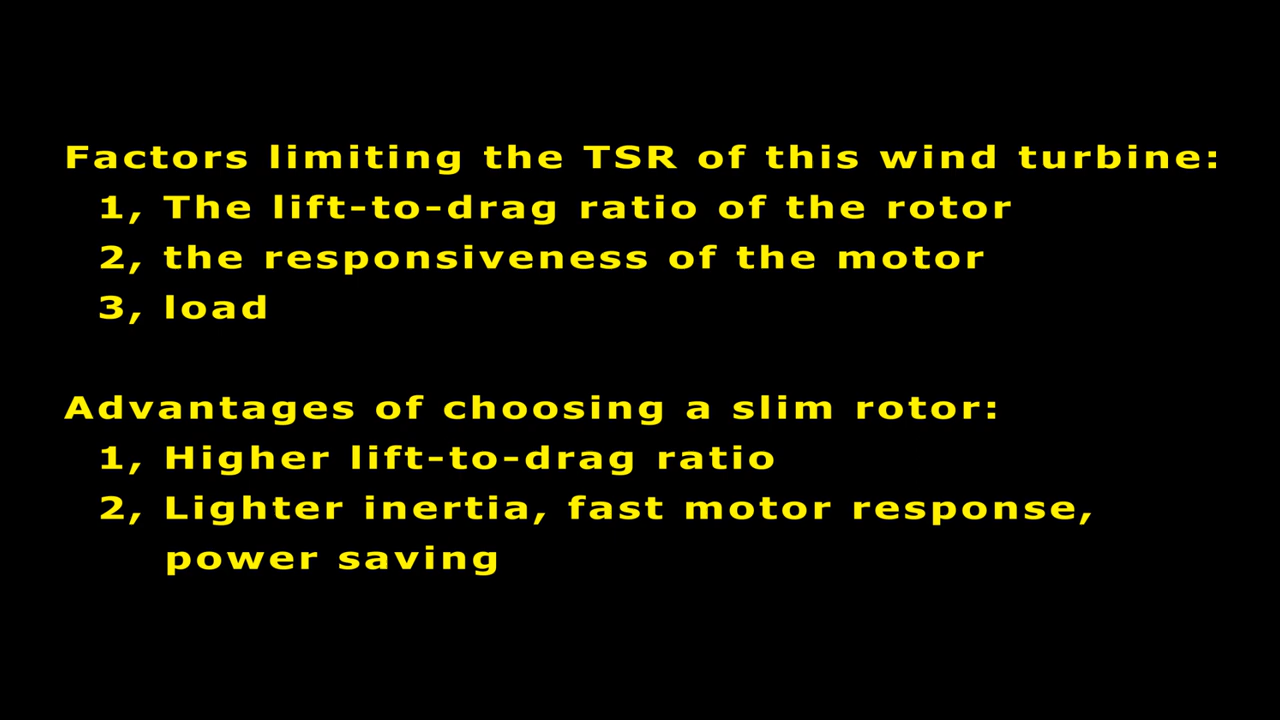 Factors limiting the TSR of this wind turbine:
1, The lift-to-drag ratio of the rotor
2, the responsiveness of the motor
3, load
Advantages of choosing a slim rotor:
1, Higher lift-to-drag ratio
2, Lighter inertia, fast motor response,
power saving